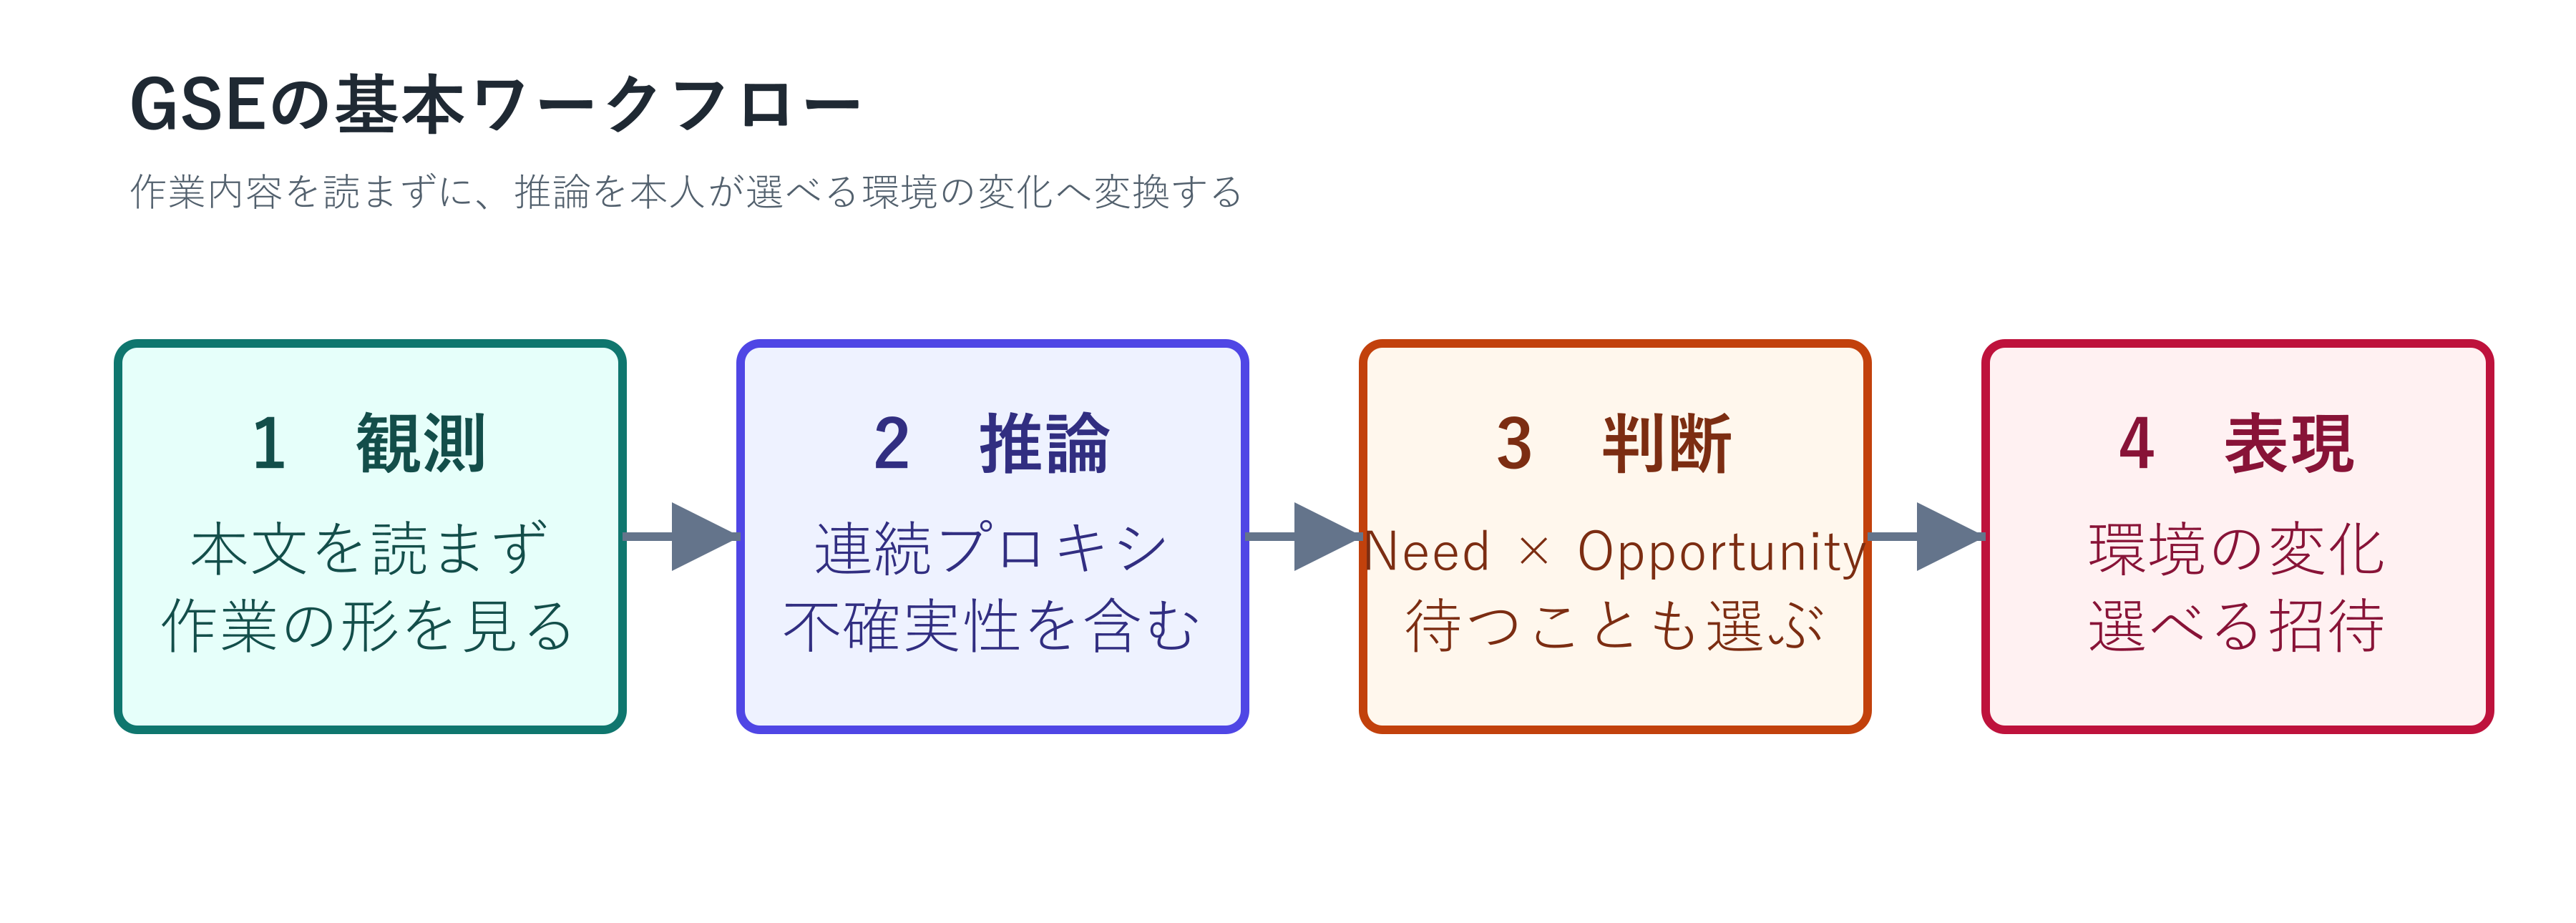 GSEの基本ワークフロー
作業内容を読まずに、推論を本人が選べる環境の変化へ変換する
1　観測
本文を読まず
作業の形を見る
2　推論
連続プロキシ
不確実性を含む
3　判断
Need × Opportunity
待つことも選ぶ
4　表現
環境の変化
選べる招待